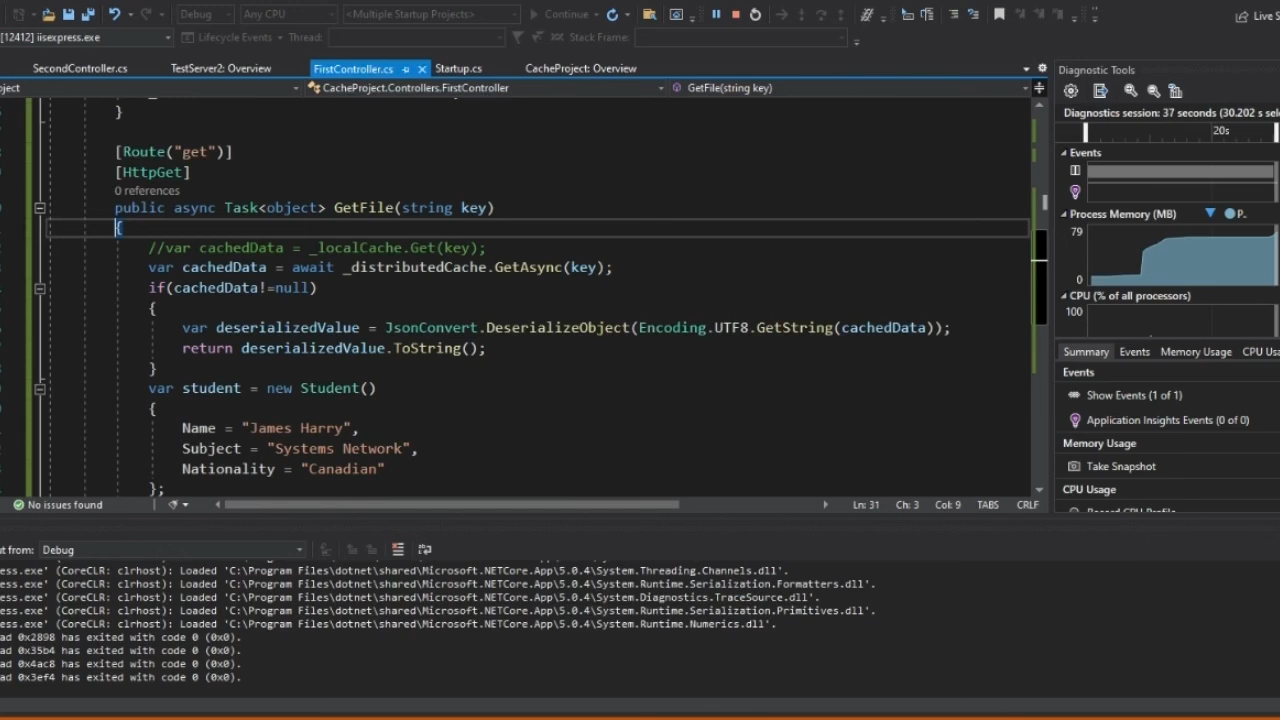 Debug Any CPU <Multiple Startup Projects> Continue Live S
[12412] iisexpress.exe Lifecycle Events Thread: Stack Frame:
SecondController.cs TestServer2: Overview FirstController.cs Startup.cs CacheProject: Overview
oject CacheProject.Controllers.FirstController GetFile(string key)
}
[Route("get")]
[HttpGet]
0 references
public async Task<object> GetFile(string key)
{
//var cachedData = _localCache.Get(key);
var cachedData = await _distributedCache.GetAsync(key);
if(cachedData!=null)
{
var deserializedValue = JsonConvert.DeserializeObject(Encoding.UTF8.GetString(cachedData));
return deserializedValue.ToString();
}
var student = new Student()
{
Name = "James Harry",
Subject = "Systems Network",
Nationality = "Canadian"
};
No issues found Ln: 31 Ch: 3 Col: 9 TABS CRLF
Diagnostic Tools
Diagnostics session: 37 seconds (30.202 s sele
20s
Events
Process Memory (MB) P..
79
0
CPU (% of all processors)
100
Summary Events Memory Usage CPU Usa
Events
Show Events (1 of 1)
Application Insights Events (0 of 0)
Memory Usage
Take Snapshot
CPU Usage
Record CPU Profile
ut from: Debug
ess.exe' (CoreCLR: clrhost): Loaded 'C:\Program Files\dotnet\shared\Microsoft.NETCore.App\5.0.4\System.Threading.Channels.dll'.
ess.exe' (CoreCLR: clrhost): Loaded 'C:\Program Files\dotnet\shared\Microsoft.NETCore.App\5.0.4\System.Runtime.Serialization.Formatters.dll'.
ess.exe' (CoreCLR: clrhost): Loaded 'C:\Program Files\dotnet\shared\Microsoft.NETCore.App\5.0.4\System.Diagnostics.TraceSource.dll'.
ess.exe' (CoreCLR: clrhost): Loaded 'C:\Program Files\dotnet\shared\Microsoft.NETCore.App\5.0.4\System.Runtime.Serialization.Primitives.dll'.
ess.exe' (CoreCLR: clrhost): Loaded 'C:\Program Files\dotnet\shared\Microsoft.NETCore.App\5.0.4\System.Runtime.Numerics.dll'.
ad 0x2898 has exited with code 0 (0x0).
ad 0x35b4 has exited with code 0 (0x0).
ad 0x4ac8 has exited with code 0 (0x0).
ad 0x3ef4 has exited with code 0 (0x0).